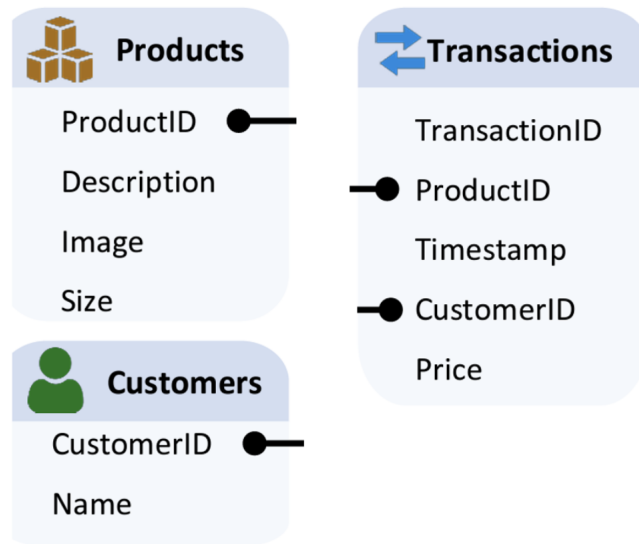 Products
ProductID
Description
Image
Size
Customers
CustomerID
Name
Transactions
TransactionID
ProductID
Timestamp
CustomerID
Price